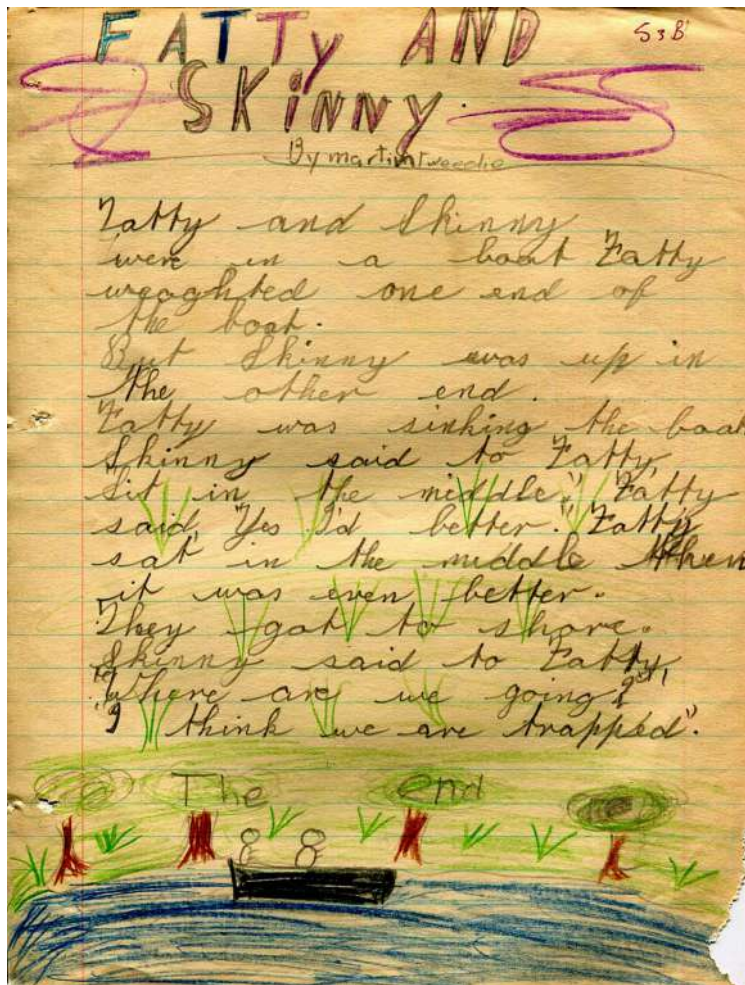 FATTy AND
S3B'
SKiNNy.
By martin tweedie
Fatty and Skinny
were in a boat Fatty
weaghted one end of
the boat.
But Skinny was up in
the other end.
Fatty was sinking the boat
Skinny said to Fatty,
"Sit in the middle," Fatty
said, "Yes I'd better." Fatty
sat in the middle then
it was even better.
They got to shore.
Skinny said to Fatty,
"Where are we going?"
"I think we are trapped".
The end